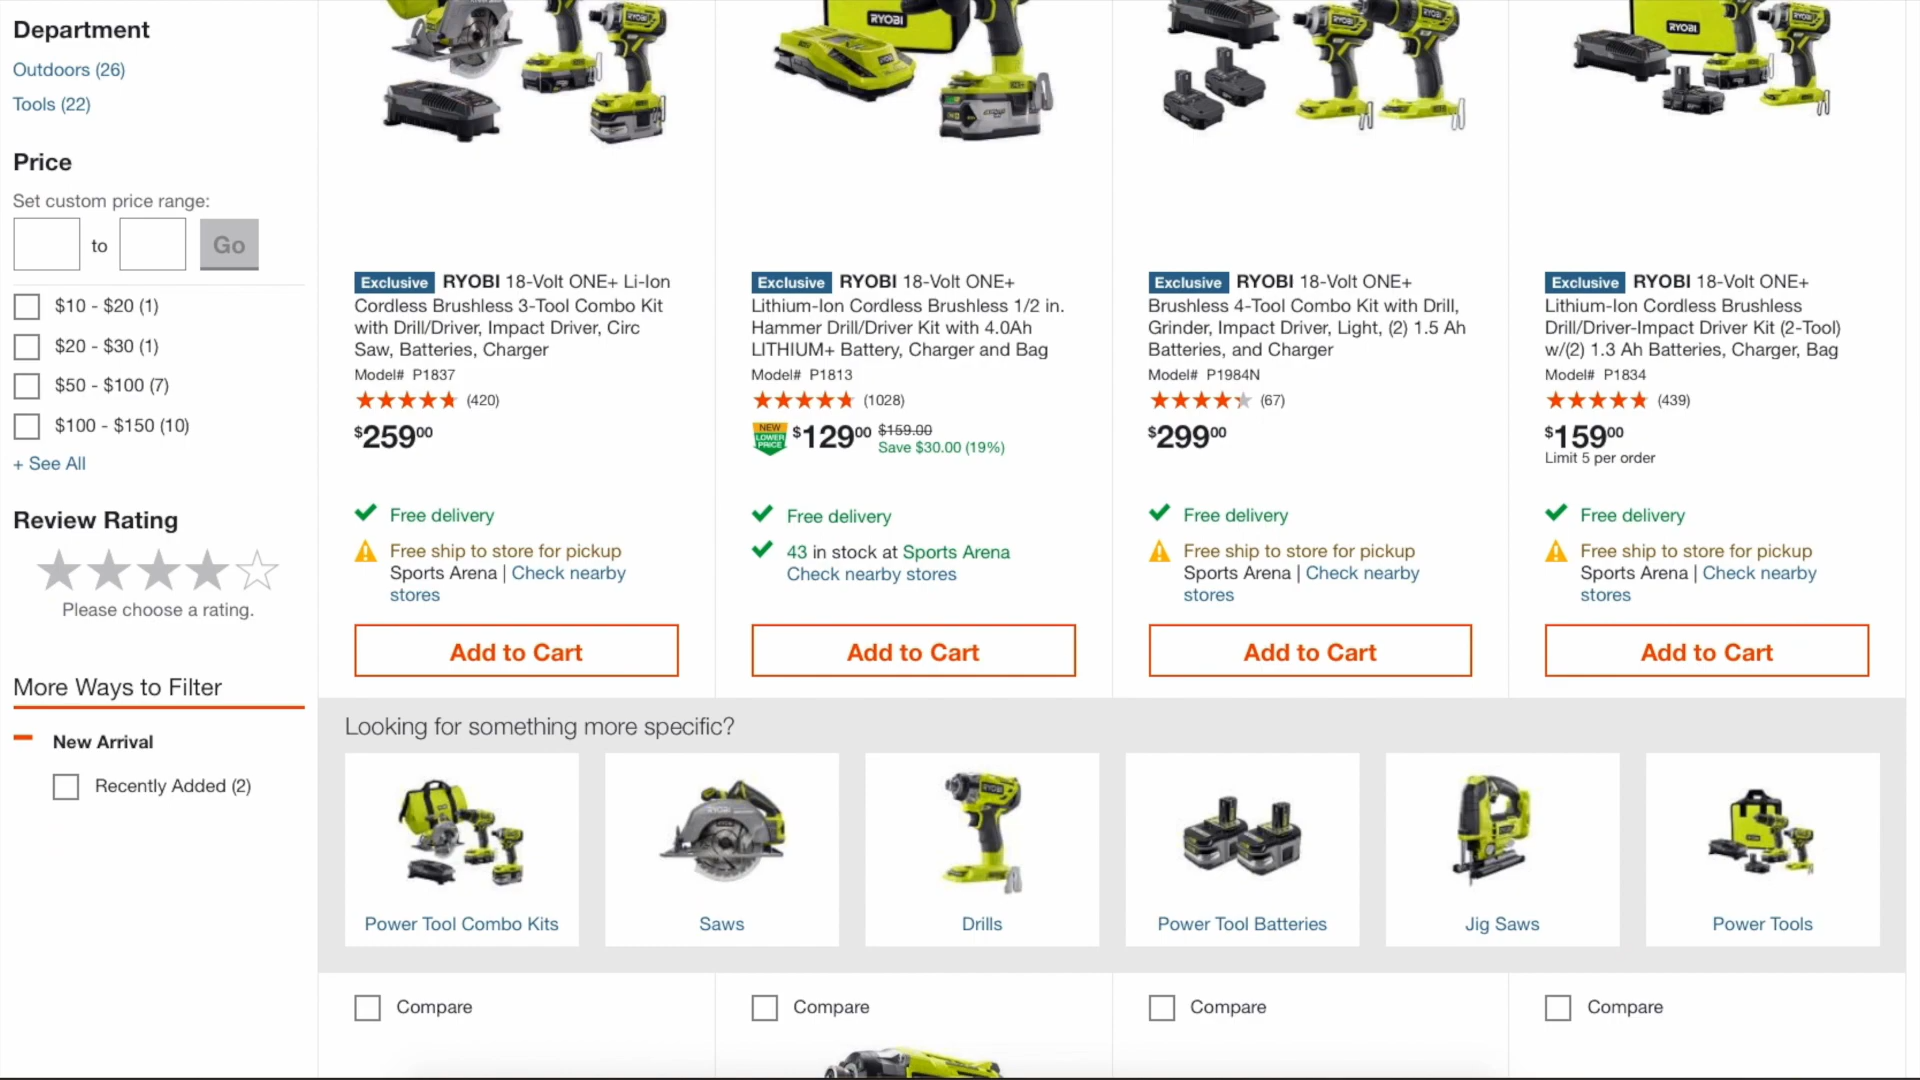 Department
Outdoors (26)
Tools (22)
Price
Set custom price range:
to
Go
$10 - $20 (1)
$20 - $30 (1)
$50 - $100 (7)
$100 - $150 (10)
+ See All
Review Rating
Please choose a rating.
More Ways to Filter
New Arrival
Recently Added (2)
RYOBI
RYOBI
Exclusive RYOBI 18-Volt ONE+ Li-Ion
Cordless Brushless 3-Tool Combo Kit
with Drill/Driver, Impact Driver, Circ
Saw, Batteries, Charger
Model# P1837
(420)
$25900
Free delivery
Free ship to store for pickup
Sports Arena | Check nearby
stores
Add to Cart
Exclusive RYOBI 18-Volt ONE+
Lithium-Ion Cordless Brushless 1/2 in.
Hammer Drill/Driver Kit with 4.0Ah
LITHIUM+ Battery, Charger and Bag
Model# P1813
(1028)
NEW
LOWER
PRICE
$12900 $159.00
Save $30.00 (19%)
Free delivery
43 in stock at Sports Arena
Check nearby stores
Add to Cart
Exclusive RYOBI 18-Volt ONE+
Brushless 4-Tool Combo Kit with Drill,
Grinder, Impact Driver, Light, (2) 1.5 Ah
Batteries, and Charger
Model# P1984N
(67)
$29900
Free delivery
Free ship to store for pickup
Sports Arena | Check nearby
stores
Add to Cart
Exclusive RYOBI 18-Volt ONE+
Lithium-Ion Cordless Brushless
Drill/Driver-Impact Driver Kit (2-Tool)
w/(2) 1.3 Ah Batteries, Charger, Bag
Model# P1834
(439)
$15900
Limit 5 per order
Free delivery
Free ship to store for pickup
Sports Arena | Check nearby
stores
Add to Cart
Looking for something more specific?
Power Tool Combo Kits
Saws
Drills
Power Tool Batteries
Jig Saws
Power Tools
Compare
Compare
Compare
Compare